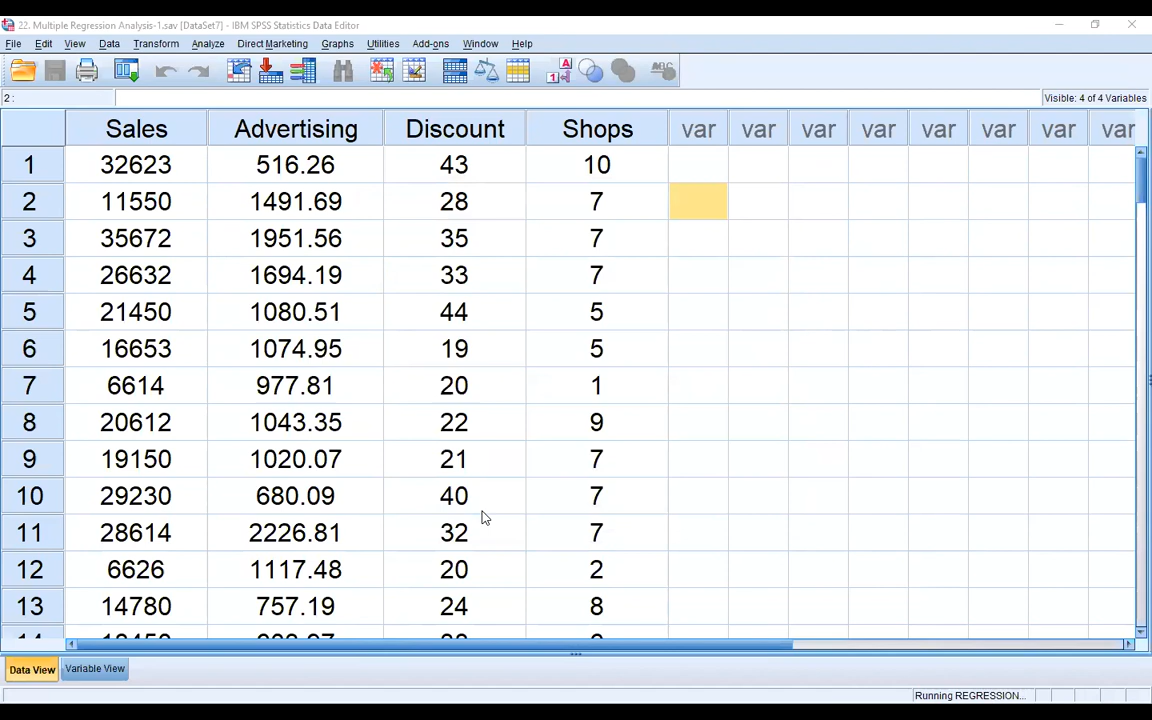 22. Multiple Regression Analysis-1.sav [DataSet7] - IBM SPSS Statistics Data Editor
File Edit View Data Transform Analyze Direct Marketing Graphs Utilities Add-ons Window Help
2 : Visible: 4 of 4 Variables
Sales Advertising Discount Shops var var var var var var var var
1 32623 516.26 43 10
2 11550 1491.69 28 7
3 35672 1951.56 35 7
4 26632 1694.19 33 7
5 21450 1080.51 44 5
6 16653 1074.95 19 5
7 6614 977.81 20 1
8 20612 1043.35 22 9
9 19150 1020.07 21 7
10 29230 680.09 40 7
11 28614 2226.81 32 7
12 6626 1117.48 20 2
13 14780 757.19 24 8
14
Data View Variable View
Running REGRESSION...